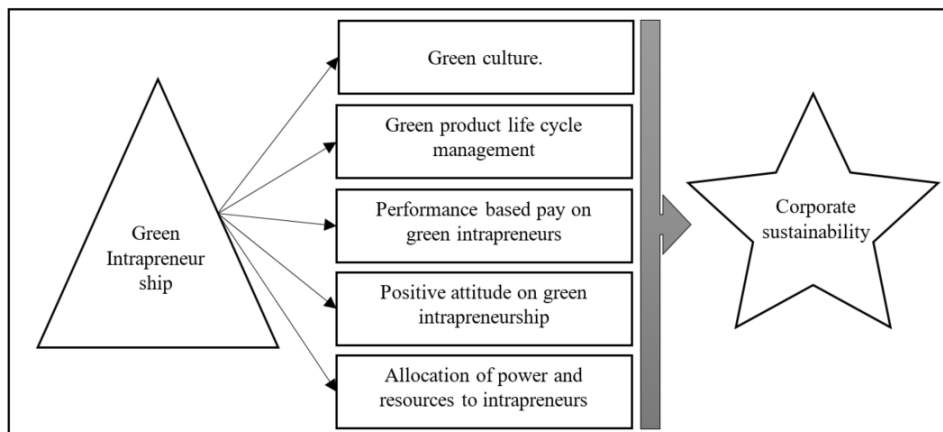 Green
Intrapreneur
ship
Green culture.
Green product life cycle
management
Performance based pay on
green intrapreneurs
Positive attitude on green
intrapreneurship
Allocation of power and
resources to intrapreneurs
Corporate
sustainability